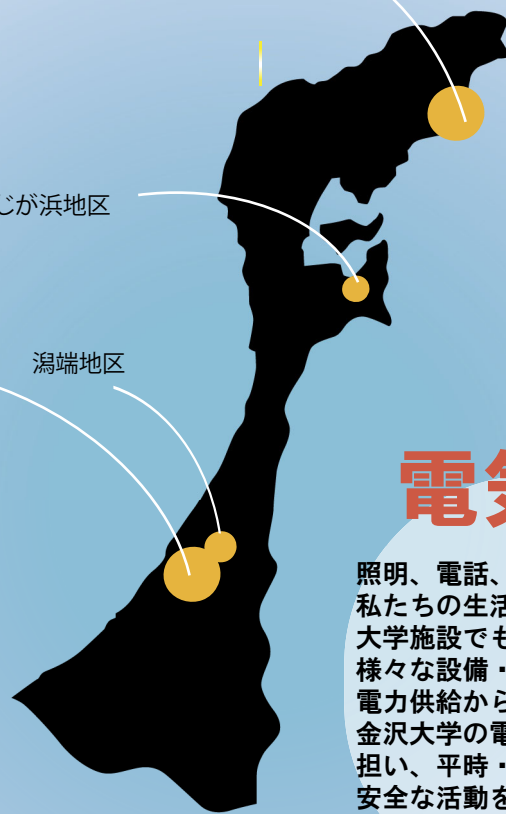 じが浜地区
潟端地区
電気
照明、電話、
私たちの生活
大学施設でも
様々な設備・
電力供給から
金沢大学の電
担い、平時・
安全な活動を